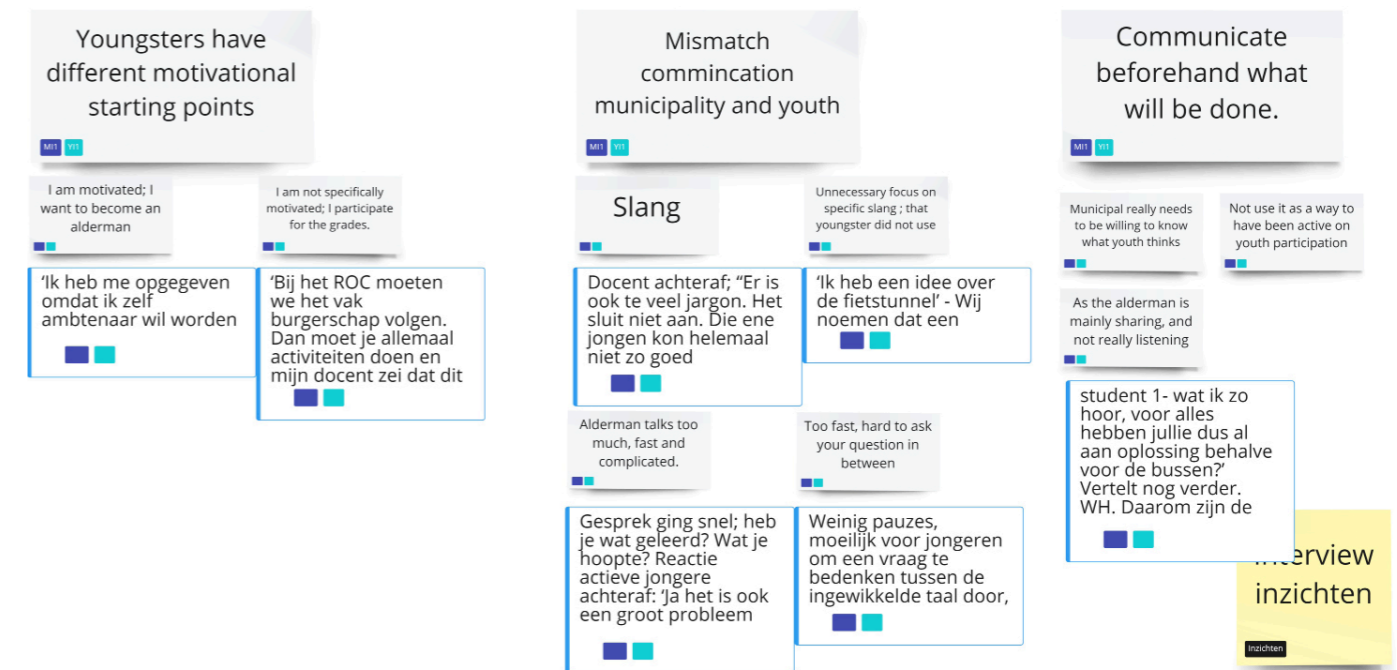 Youngsters have
different motivational
starting points
MI1 YI1
I am motivated; I
want to become an
alderman
I am not specifically
motivated; I participate
for the grades.
‘Ik heb me opgegeven
omdat ik zelf
ambtenaar wil worden
‘Bij het ROC moeten
we het vak
burgerschap volgen.
Dan moet je allemaal
activiteiten doen en
mijn docent zei dat dit
Mismatch
commincation
municipality and youth
MI1 YI1
Slang
Unnecessary focus on
specific slang ; that
youngster did not use
Docent achteraf; “Er is
ook te veel jargon. Het
sluit niet aan. Die ene
jongen kon helemaal
niet zo goed
‘Ik heb een idee over
de fietstunnel’ - Wij
noemen dat een
Alderman talks too
much, fast and
complicated.
Too fast, hard to ask
your question in
between
Gesprek ging snel; heb
je wat geleerd? Wat je
hoopte? Reactie
actieve jongere
achteraf: ‘Ja het is ook
een groot probleem
Weinig pauzes,
moeilijk voor jongeren
om een vraag te
bedenken tussen de
ingewikkelde taal door,
Communicate
beforehand what
will be done.
MI1 YI1
Municipal really needs
to be willing to know
what youth thinks
Not use it as a way to
have been active on
youth participation
As the alderman is
mainly sharing, and
not really listening
student 1- wat ik zo
hoor, voor alles
hebben jullie dus al
aan oplossing behalve
voor de bussen?’
Vertelt nog verder.
WH. Daarom zijn de
interview
inzichten
Inzichten